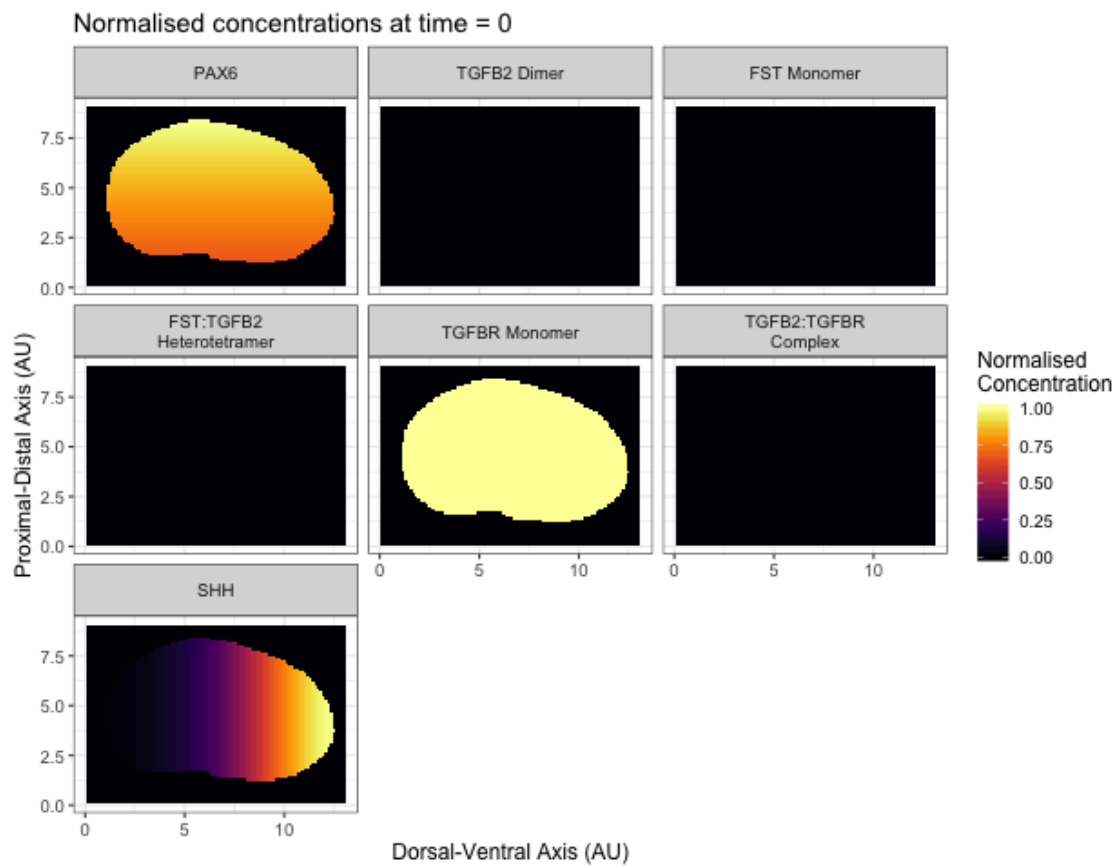 Normalised concentrations at time = 0
PAX6
TGFB2 Dimer
FST Monomer
7.5
5.0
2.5
0.0
FST:TGFB2
Heterotetramer
TGFBR Monomer
TGFB2:TGFBR
Complex
7.5
5.0
2.5
0.0
0
5
10
0
5
10
SHH
7.5
5.0
2.5
0.0
0
5
10
Proximal-Distal Axis (AU)
Dorsal-Ventral Axis (AU)
Normalised
Concentration
1.00
0.75
0.50
0.25
0.00